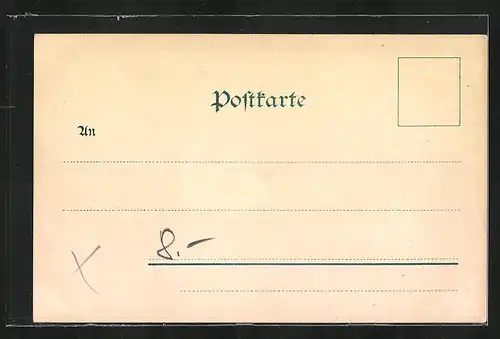 Poſtkarte
An
8.-
X